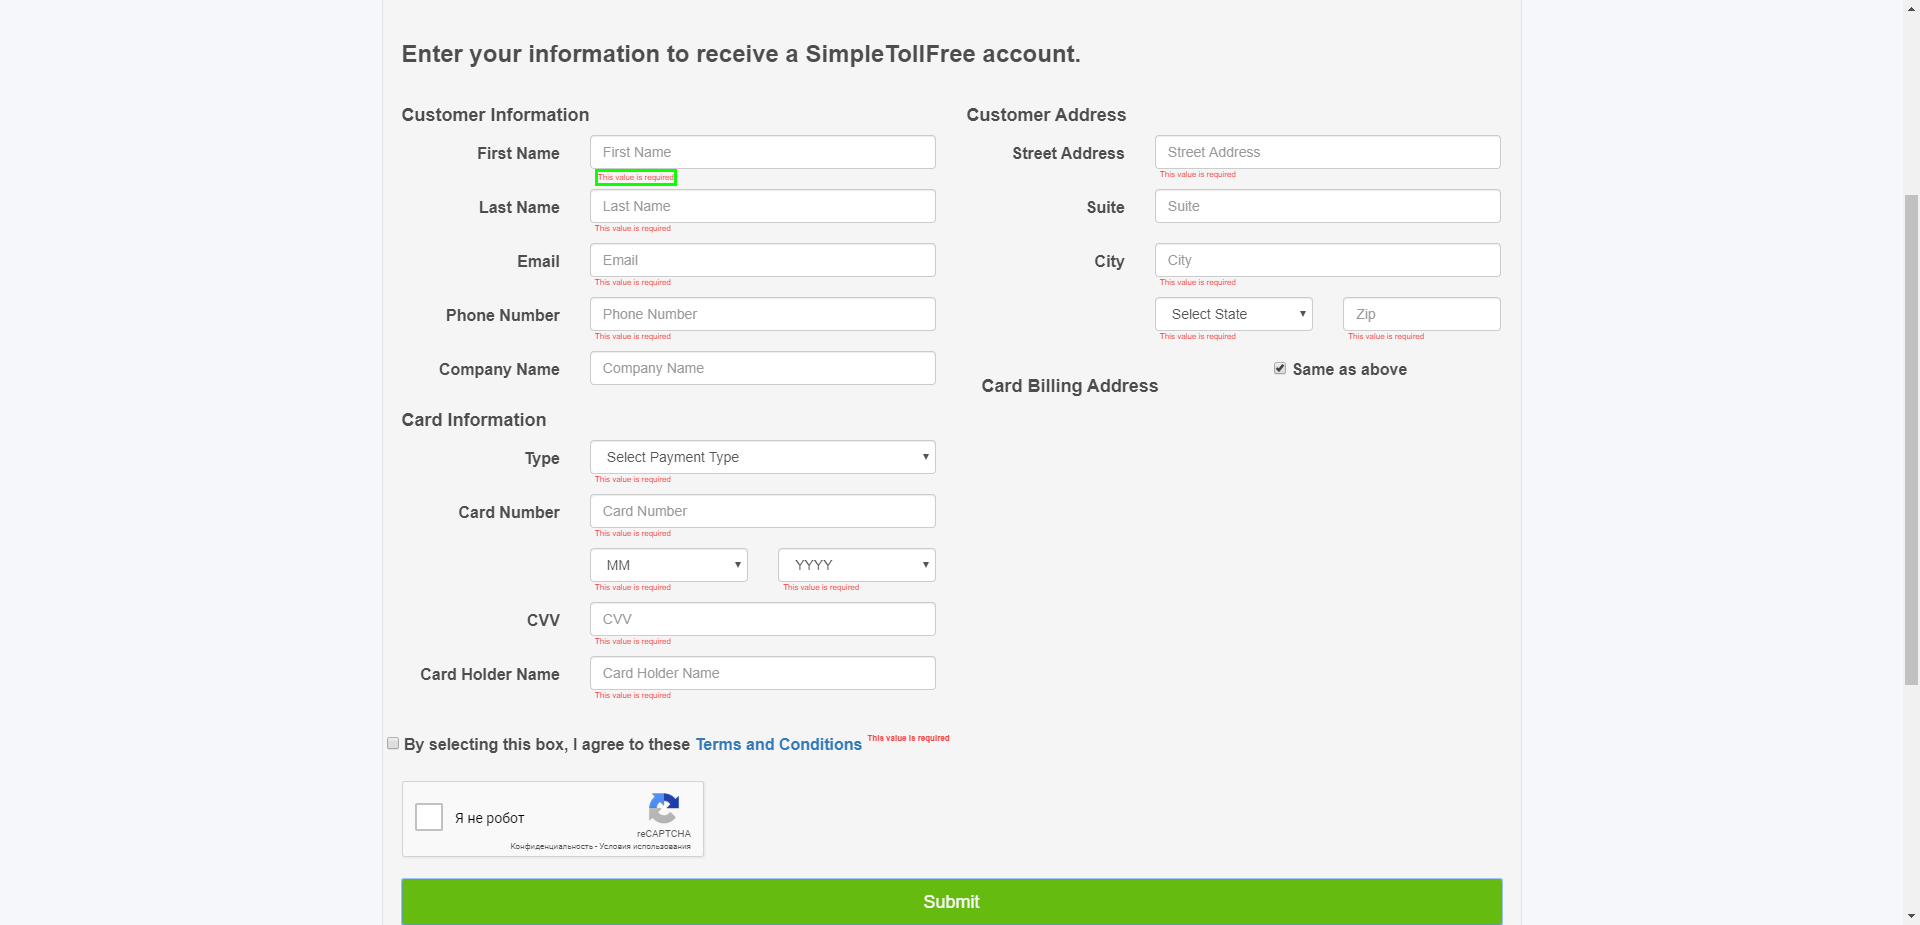 Enter your information to receive a SimpleTollFree account.
Customer Information
First Name
First Name
This value is required
Last Name
Last Name
This value is required
Email
Email
This value is required
Phone Number
Phone Number
This value is required
Company Name
Company Name
Customer Address
Street Address
Street Address
This value is required
Suite
Suite
City
City
This value is required
Select State
Zip
This value is required
This value is required
Same as above
Card Billing Address
Card Information
Type
Select Payment Type
This value is required
Card Number
Card Number
This value is required
MM
YYYY
This value is required
This value is required
CVV
CVV
This value is required
Card Holder Name
Card Holder Name
This value is required
By selecting this box, I agree to these Terms and Conditions This value is required
Я не робот
reCAPTCHA
Конфиденциальность - Условия использования
Submit